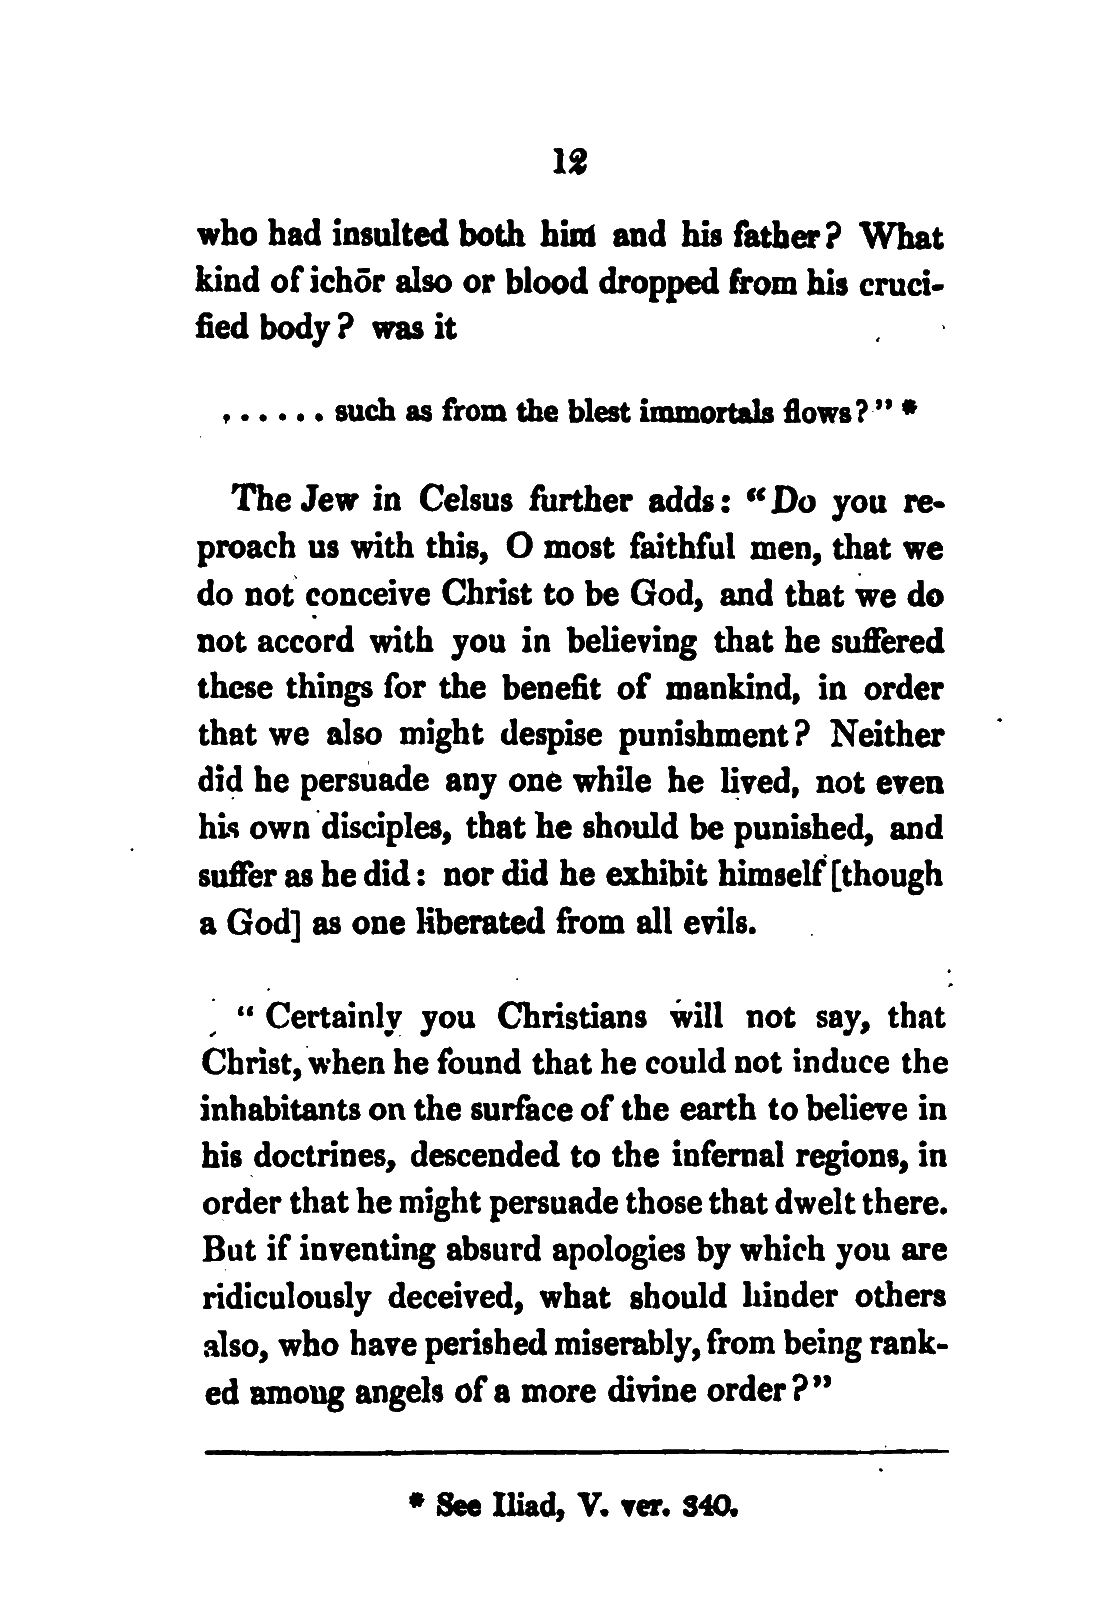 12
who had insulted both him and his father? What
kind of ichōr also or blood dropped from his cruci-
fied body? was it
, . . . . . such as from the blest immortals flows?" *
The Jew in Celsus further adds: "Do you re-
proach us with this, O most faithful men, that we
do not conceive Christ to be God, and that we do
not accord with you in believing that he suffered
these things for the benefit of mankind, in order
that we also might despise punishment? Neither
did he persuade any one while he lived, not even
his own disciples, that he should be punished, and
suffer as he did: nor did he exhibit himself [though
a God] as one liberated from all evils.
" Certainly you Christians will not say, that
Christ, when he found that he could not induce the
inhabitants on the surface of the earth to believe in
his doctrines, descended to the infernal regions, in
order that he might persuade those that dwelt there.
But if inventing absurd apologies by which you are
ridiculously deceived, what should hinder others
also, who have perished miserably, from being rank-
ed among angels of a more divine order?"
* See Iliad, V. ver. 340.